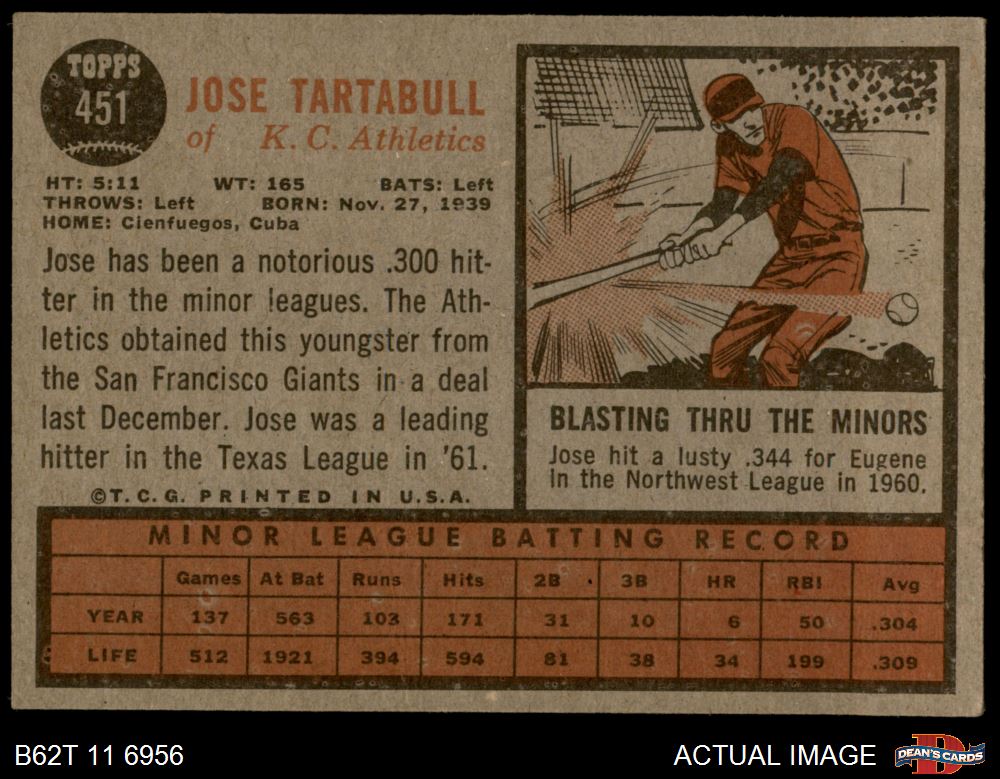 TOPPS
451
JOSE TARTABULL
of K. C. Athletics
HT: 5:11 WT: 165 BATS: Left
THROWS: Left BORN: Nov. 27, 1939
HOME: Cienfuegos, Cuba
Jose has been a notorious .300 hit-
ter in the minor leagues. The Ath-
letics obtained this youngster from
the San Francisco Giants in a deal
last December. Jose was a leading
hitter in the Texas League in '61.
©T.C.G. PRINTED IN U.S.A.
BLASTING THRU THE MINORS
Jose hit a lusty .344 for Eugene
in the Northwest League in 1960.
MINOR LEAGUE BATTING RECORD
Games At Bat Runs Hits 2B 3B HR RBI Avg
YEAR 137 563 103 171 31 10 6 50 .304
LIFE 512 1921 394 594 81 38 34 199 .309
B62T 11 6956
ACTUAL IMAGE
DEAN'S CARDS